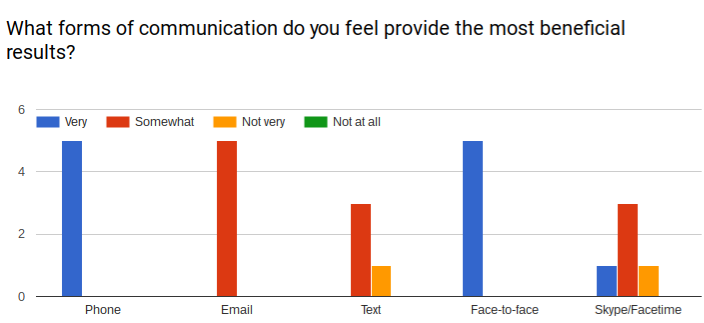 What forms of communication do you feel provide the most beneficial
results?
6
Very Somewhat Not very Not at all
4
2
0
Phone Email Text Face-to-face Skype/Facetime